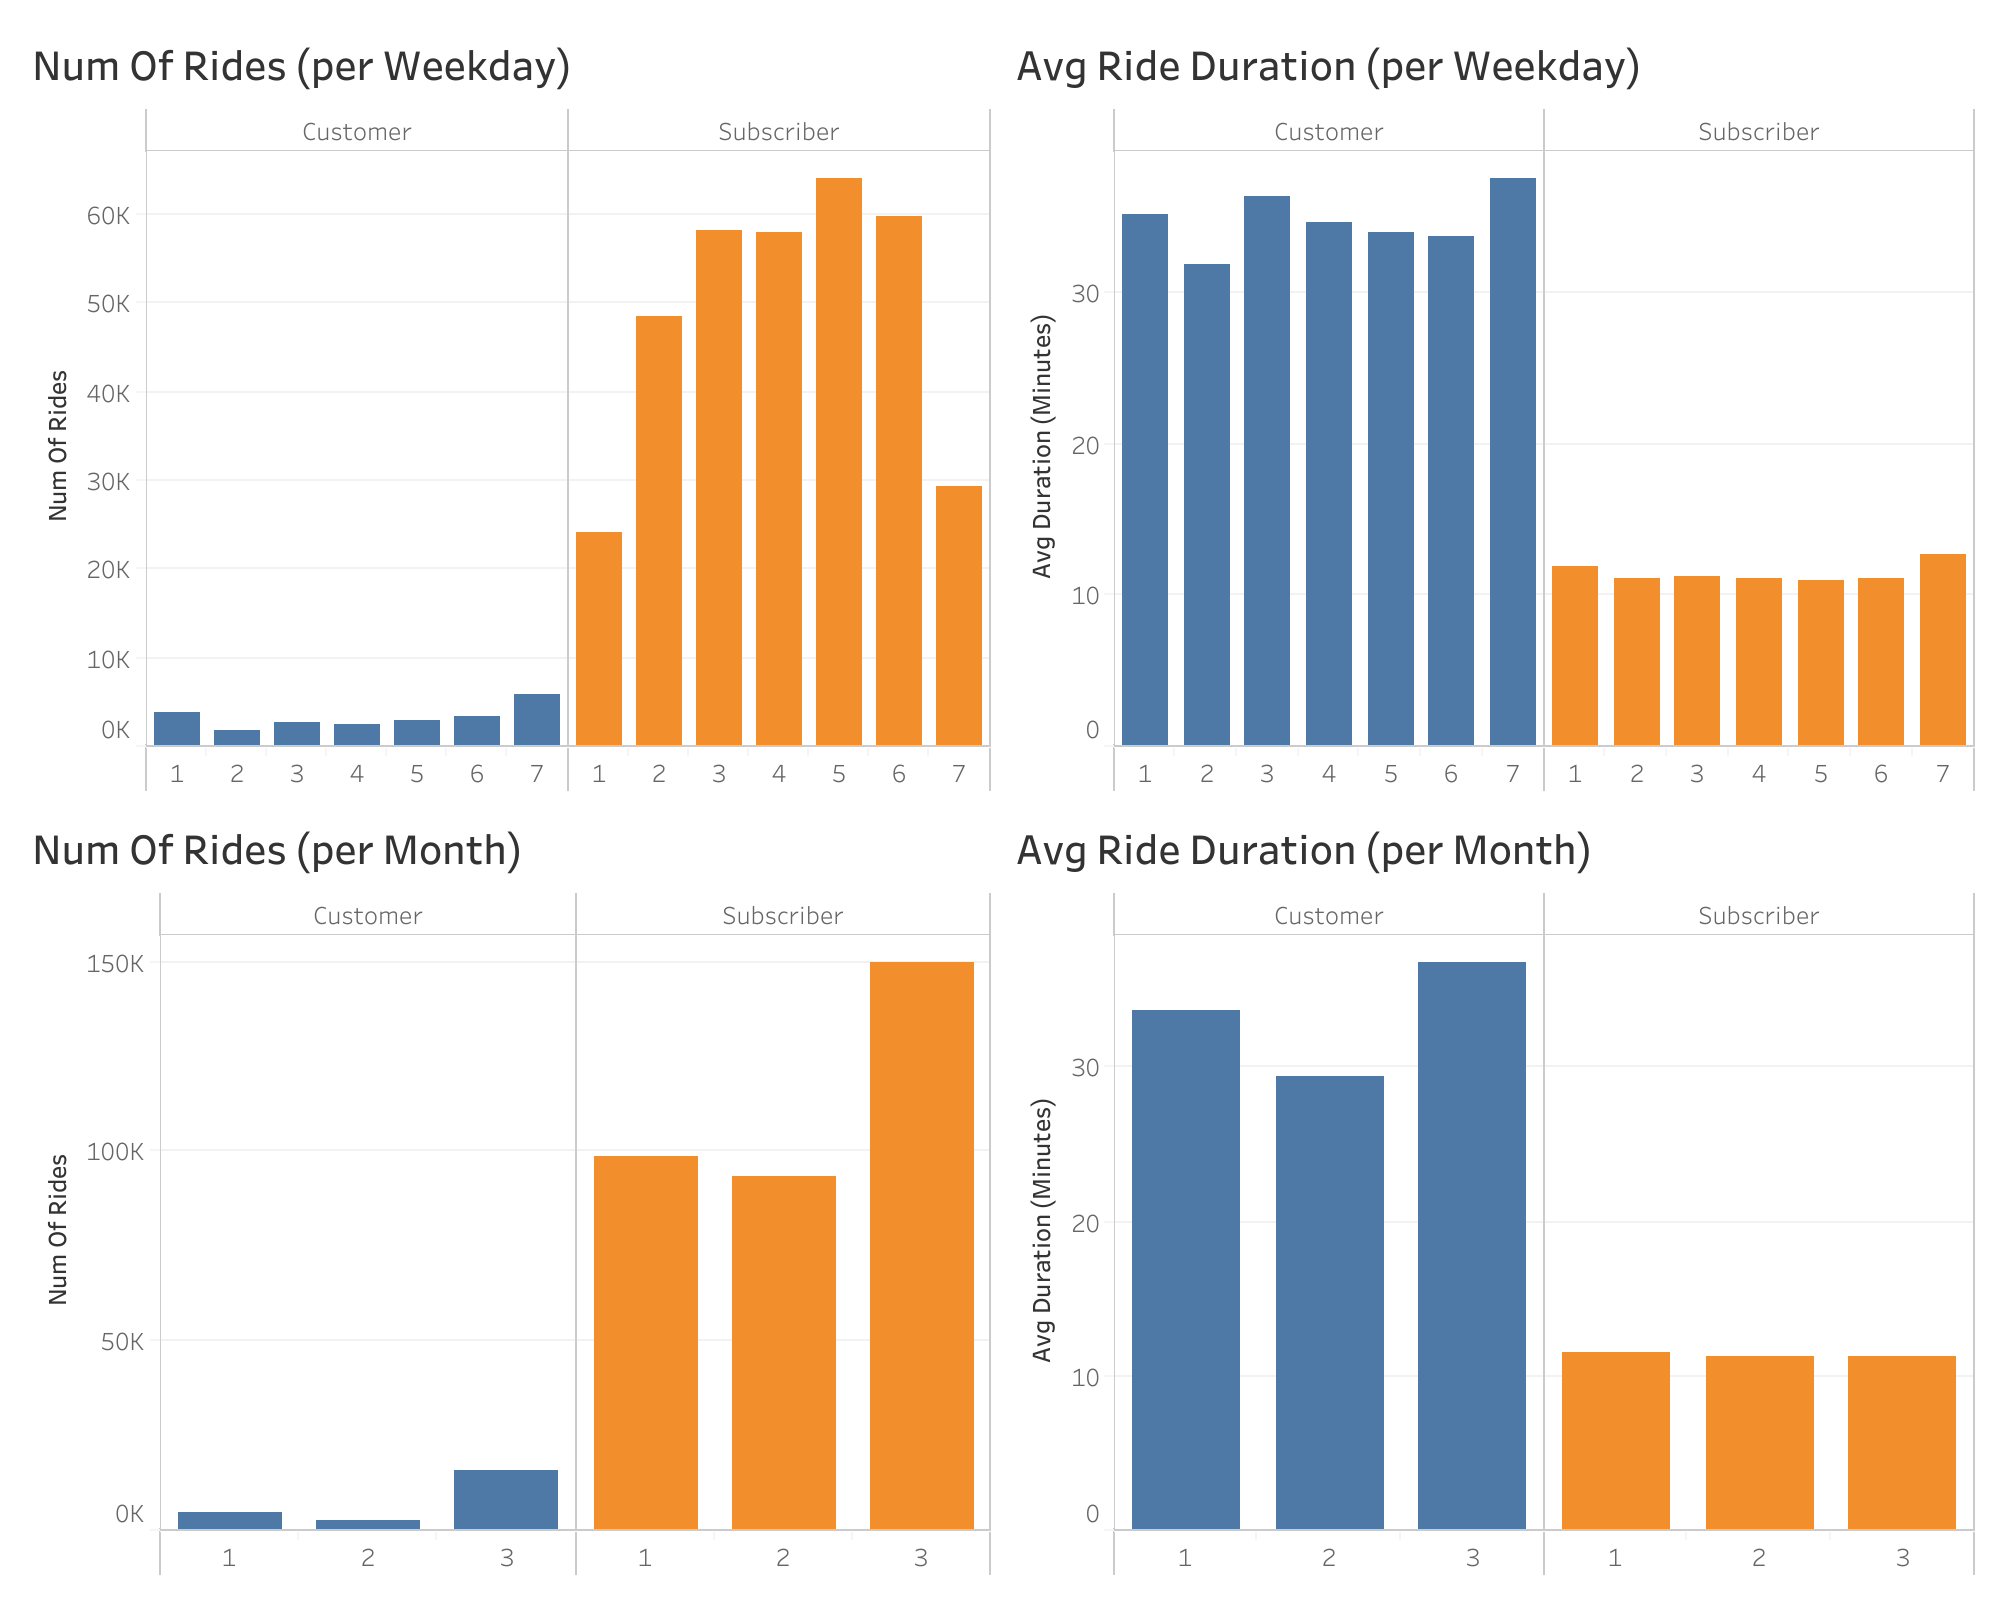 Num Of Rides (per Weekday)
Customer Subscriber
60K
50K
40K
30K
20K
10K
0K
Num Of Rides
1 2 3 4 5 6 7 1 2 3 4 5 6 7
Avg Ride Duration (per Weekday)
Customer Subscriber
30
20
10
0
Avg Duration (Minutes)
1 2 3 4 5 6 7 1 2 3 4 5 6 7
Num Of Rides (per Month)
Customer Subscriber
150K
100K
50K
0K
Num Of Rides
1 2 3 1 2 3
Avg Ride Duration (per Month)
Customer Subscriber
30
20
10
0
Avg Duration (Minutes)
1 2 3 1 2 3